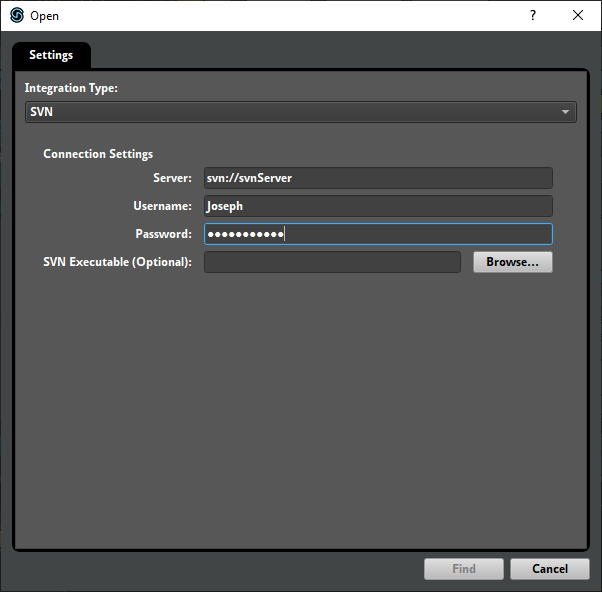 Open
Settings
Integration Type:
SVN
Connection Settings
Server: svn://svnServer
Username: Joseph
Password: ●●●●●●●●●●●
SVN Executable (Optional): Browse...
Find Cancel